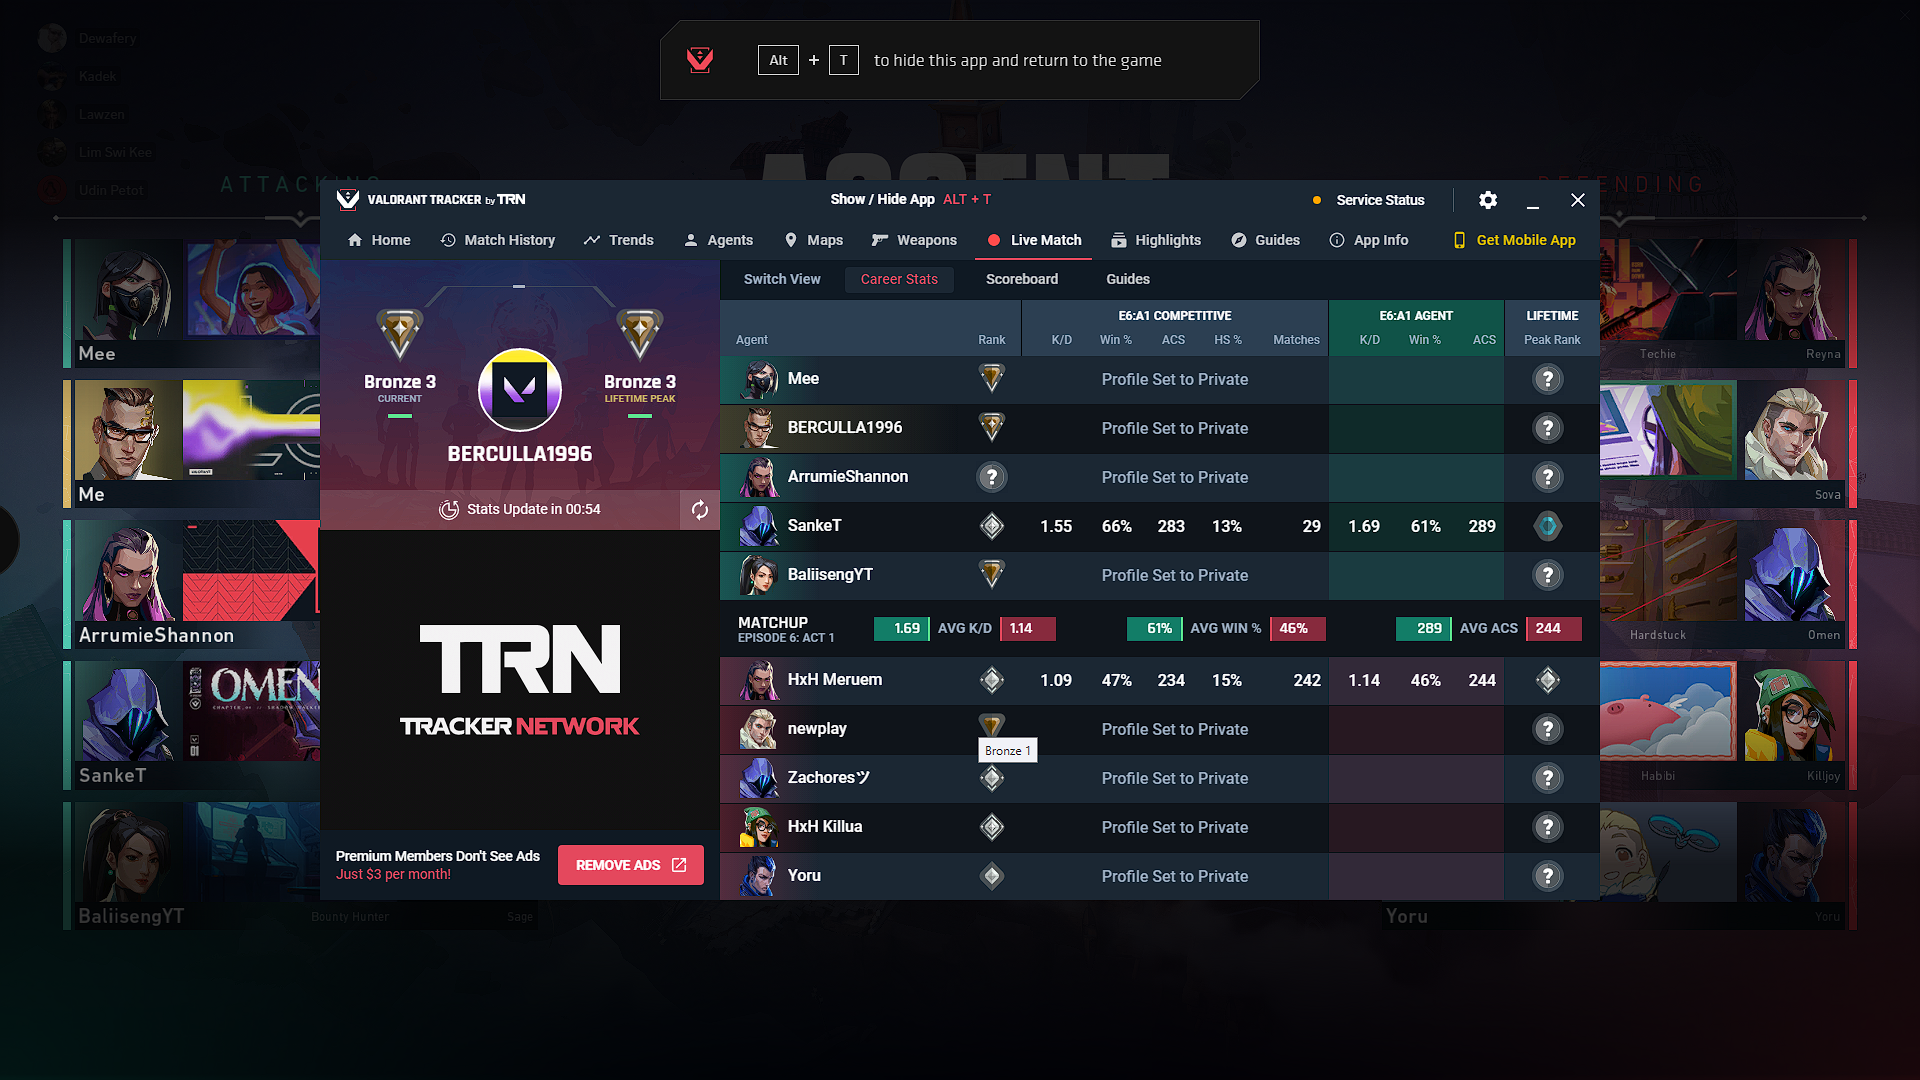 Dewafery
Kadek
Lawzen
Lim Swi Kee
Udin Petot
Alt + T to hide this app and return to the game
ASCENT
ATTACKING
DEFENDING
VALORANT TRACKER by TRN
Show / Hide App ALT + T
Service Status
Home
Match History
Trends
Agents
Maps
Weapons
Live Match
Highlights
Guides
App Info
Get Mobile App
Switch View
Career Stats
Scoreboard
Guides
Bronze 3
CURRENT
Bronze 3
LIFETIME PEAK
BERCULLA1996
Stats Update in 00:54
TRN
TRACKER NETWORK
Premium Members Don't See Ads
Just $3 per month!
REMOVE ADS
E6:A1 COMPETITIVE
E6:A1 AGENT
LIFETIME
Agent Rank K/D Win % ACS HS % Matches K/D Win % ACS Peak Rank
Mee Profile Set to Private ?
BERCULLA1996 Profile Set to Private ?
ArrumieShannon ? Profile Set to Private ?
SankeT 1.55 66% 283 13% 29 1.69 61% 289
BaliisengYT Profile Set to Private ?
MATCHUP
EPISODE 6: ACT 1
1.69 AVG K/D 1.14
61% AVG WIN % 46%
289 AVG ACS 244
HxH Meruem 1.09 47% 234 15% 242 1.14 46% 244
newplay Profile Set to Private ?
Bronze 1
Zachoresツ Profile Set to Private ?
HxH Killua Profile Set to Private ?
Yoru Profile Set to Private ?
Mee
Me
ArrumieShannon
OMEN
01
SankeT
BaliisengYT
Bounty Hunter
Sage
Techie
Reyna
Sova
Hardstuck
Omen
Habibi
Killjoy
Yoru
Yoru